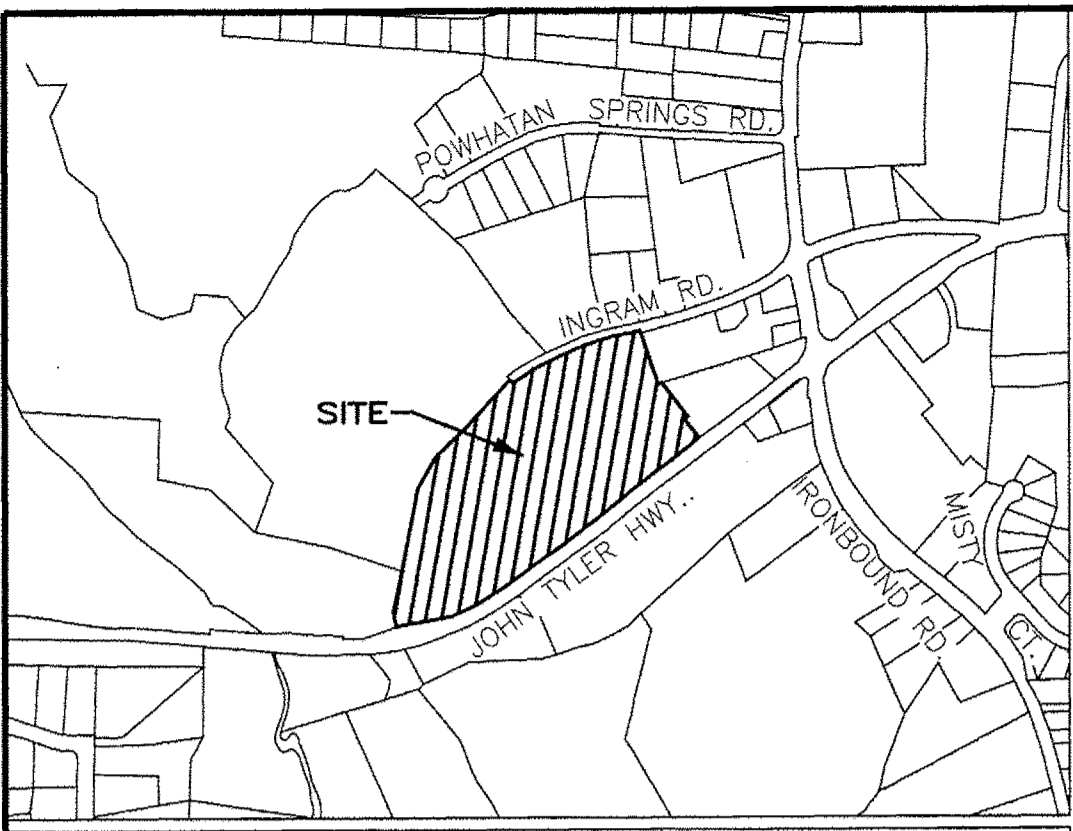 POWHATAN SPRINGS RD.
INGRAM RD.
SITE
JOHN TYLER HWY..
IRONBOUND RD.
MISTY CT.